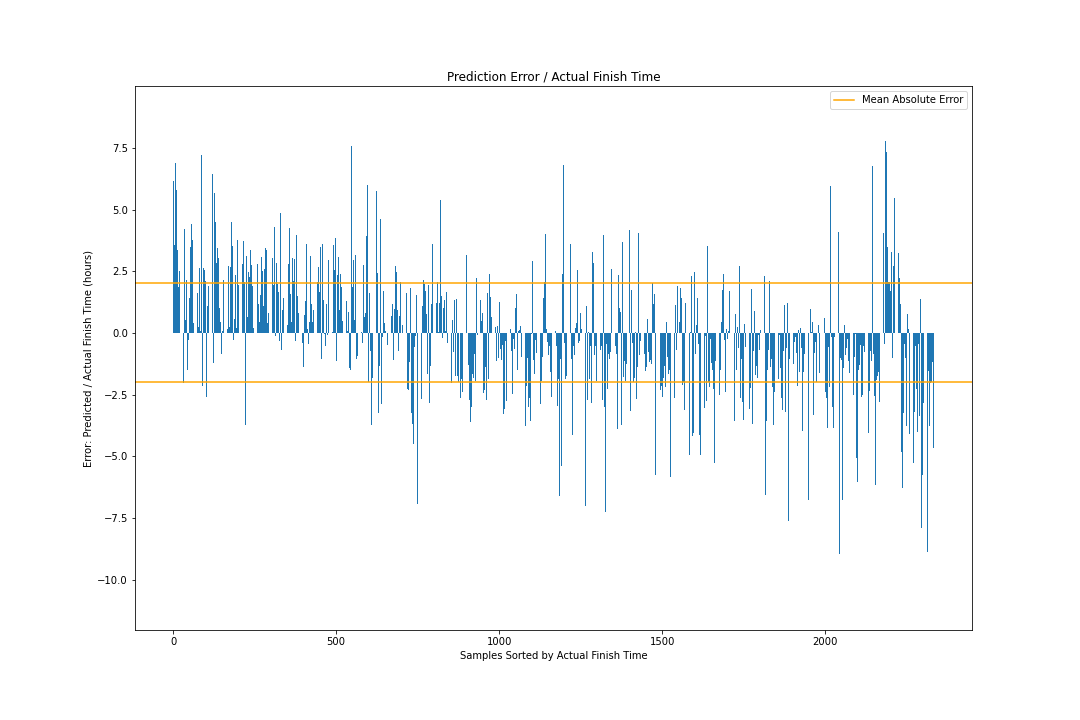 Prediction Error / Actual Finish Time
Mean Absolute Error
7.5
5.0
2.5
0.0
−2.5
−5.0
−7.5
−10.0
Error: Predicted / Actual Finish Time (hours)
0 500 1000 1500 2000
Samples Sorted by Actual Finish Time